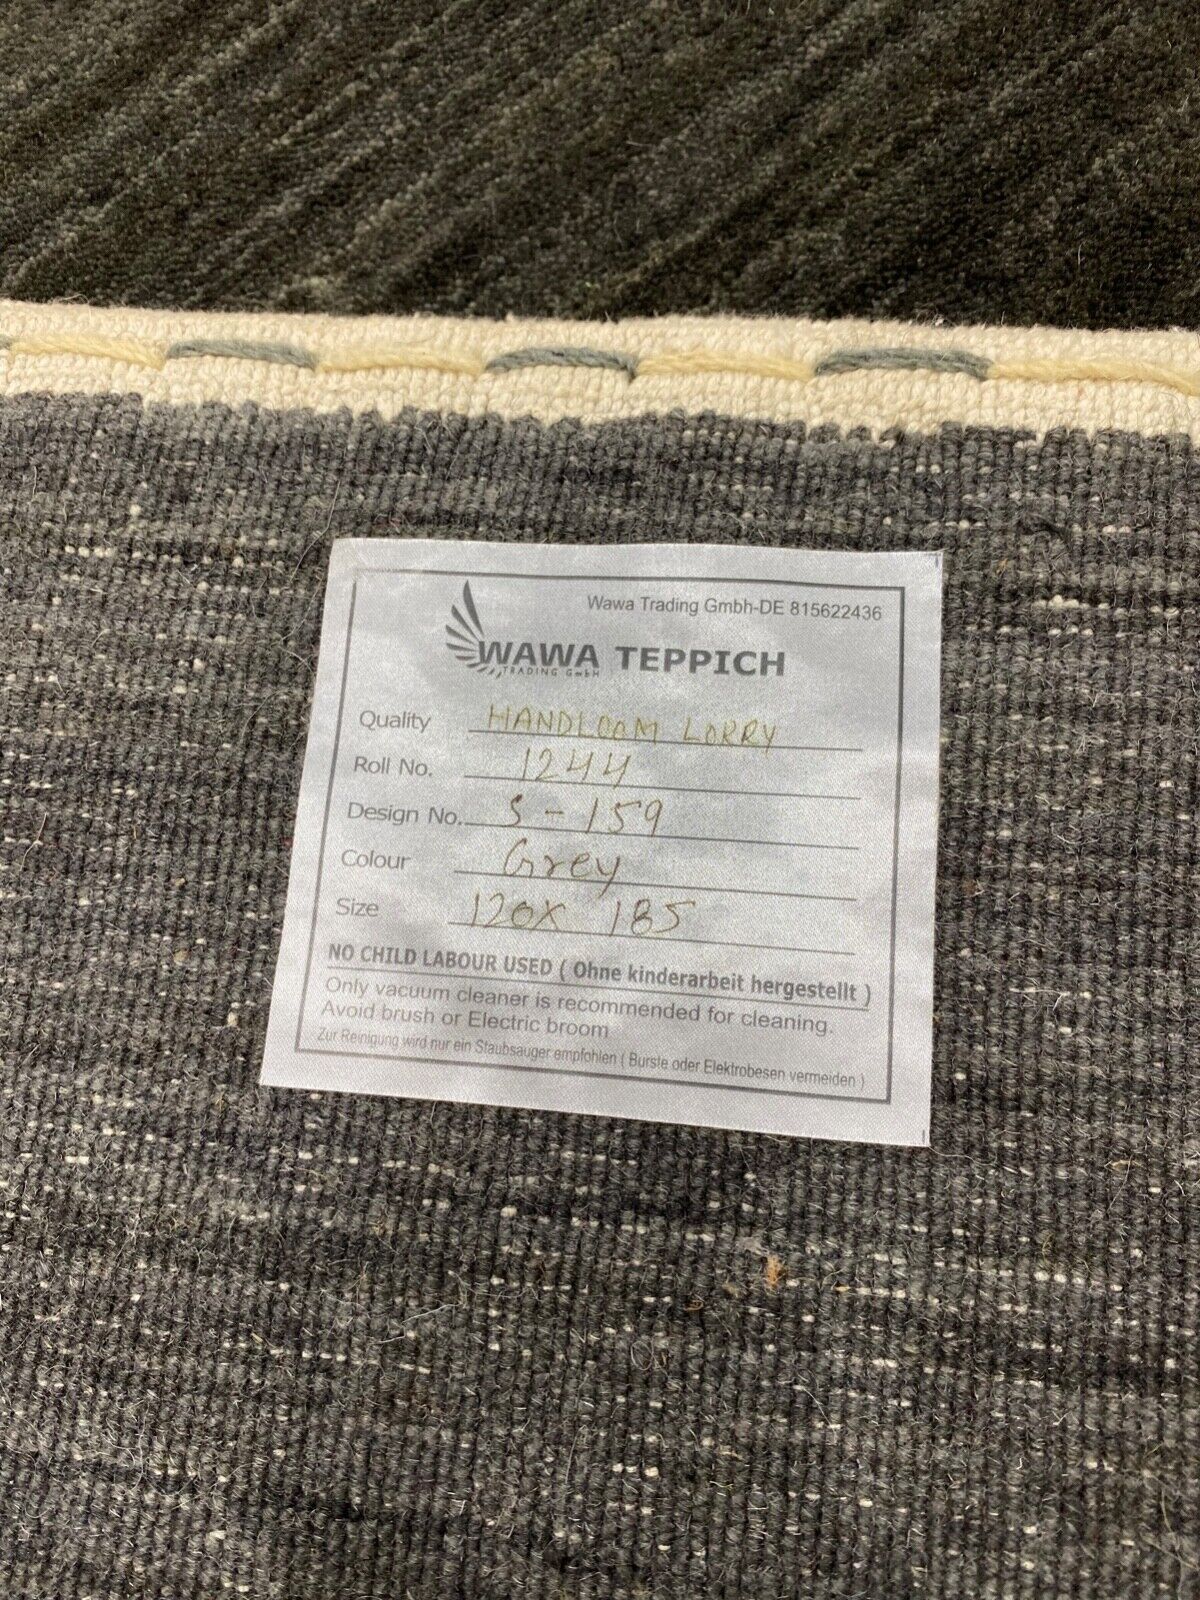 Wawa Trading Gmbh-DE 815622436
WAWA TEPPICH
TRADING GmbH
Quality HANDLOOM LORRY
Roll No. 1244
Design No. S-159
Colour Grey
Size 120X 185
NO CHILD LABOUR USED ( Ohne kinderarbeit hergestellt )
Only vacuum cleaner is recommended for cleaning.
Avoid brush or Electric broom
Zur Reinigung wird nur ein Staubsauger empfohlen ( Burste oder Elektrobesen vermeiden )